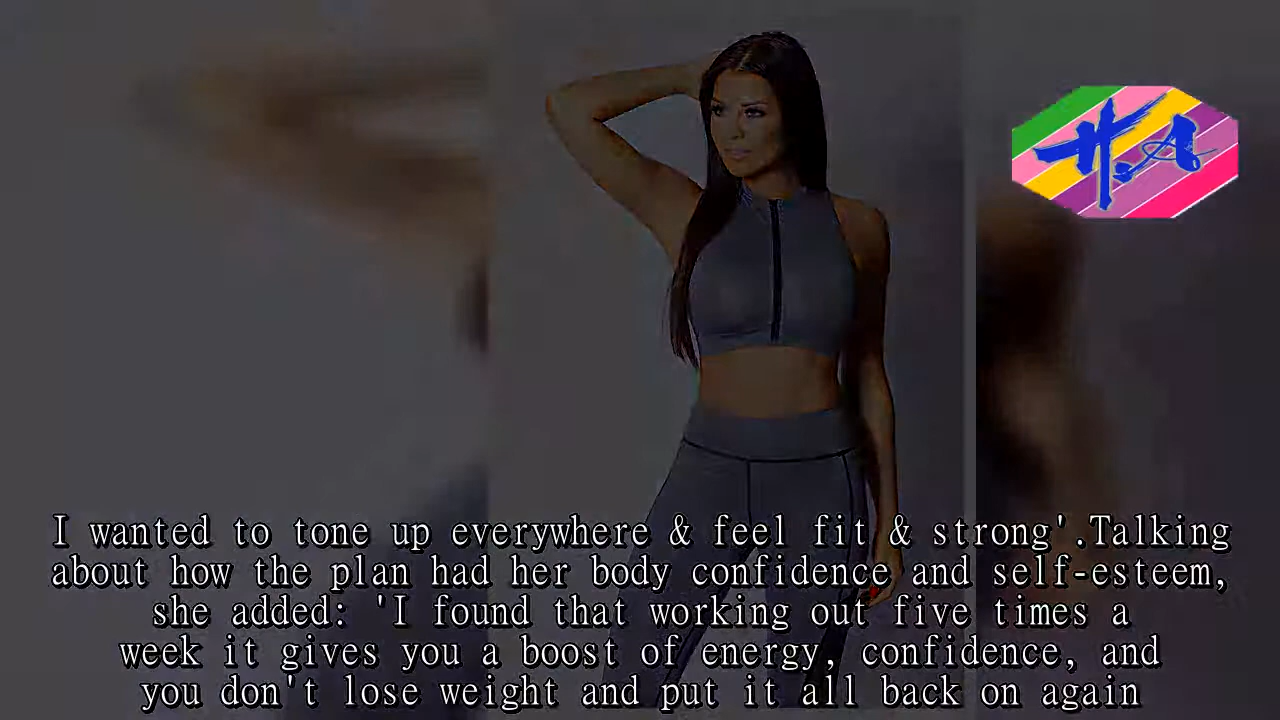 H.A
I wanted to tone up everywhere & feel fit & strong'.Talking
about how the plan had her body confidence and self-esteem,
she added: 'I found that working out five times a
week it gives you a boost of energy, confidence, and
you don't lose weight and put it all back on again